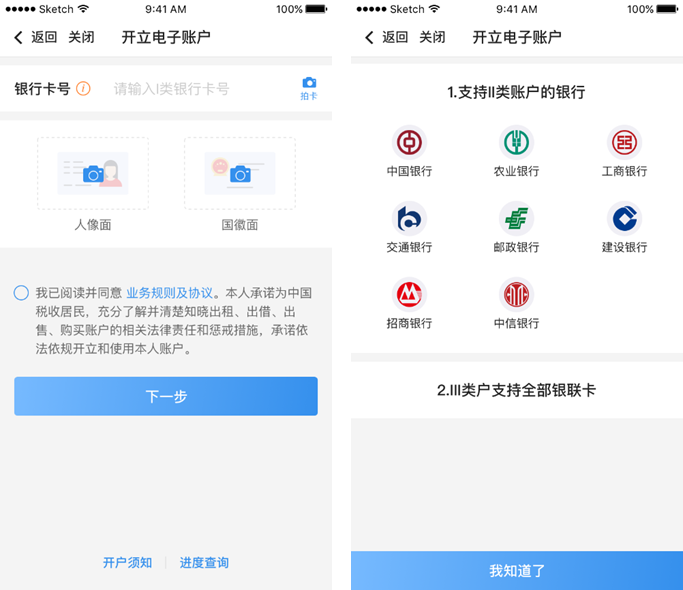 Sketch 9:41 AM 100%
返回 关闭 开立电子账户
银行卡号 i 请输入I类银行卡号 拍卡
人像面 国徽面
我已阅读并同意 业务规则及协议。本人承诺为中国
税收居民，充分了解并清楚知晓出租、出借、出
售、购买账户的相关法律责任和惩戒措施，承诺依
法依规开立和使用本人账户。
下一步
开户须知 进度查询
Sketch 9:41 AM 100%
返回 关闭 开立电子账户
1.支持II类账户的银行
中国银行 农业银行 工商银行
交通银行 邮政银行 建设银行
招商银行 中信银行
2.III类户支持全部银联卡
我知道了